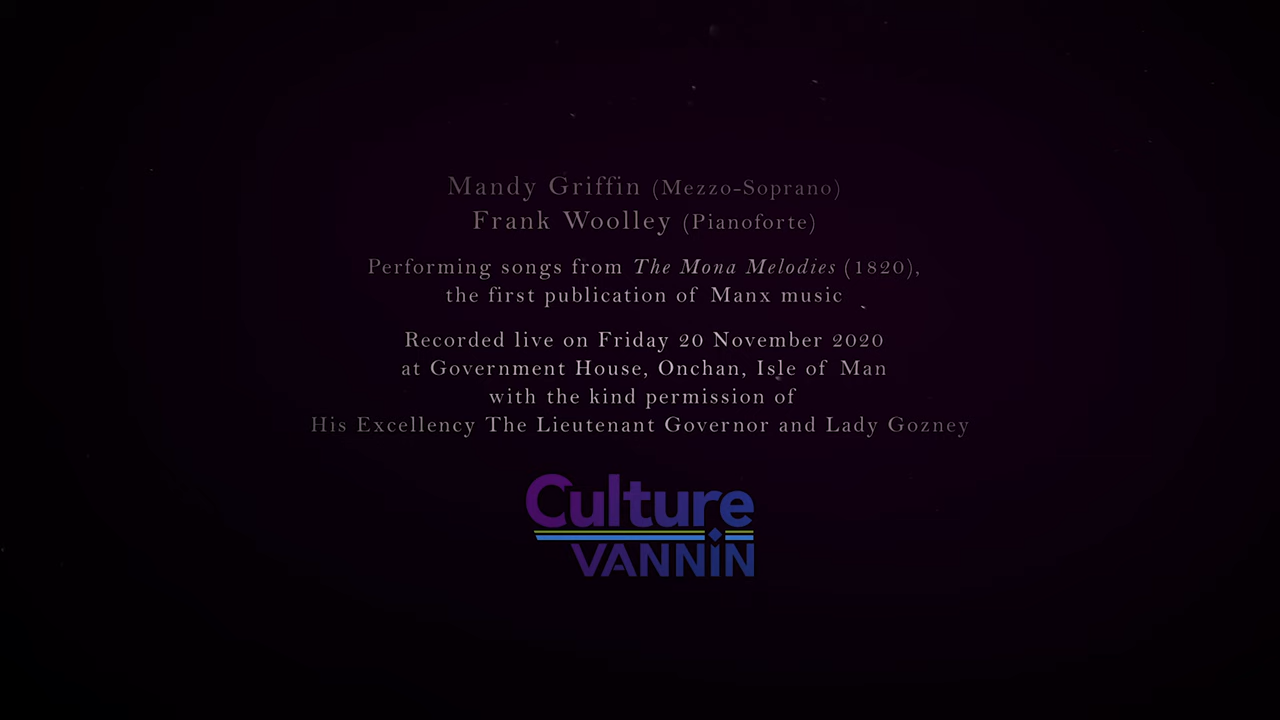 Mandy Griffin (Mezzo-Soprano)
Frank Woolley (Pianoforte)
Performing songs from The Mona Melodies (1820),
the first publication of Manx music
Recorded live on Friday 20 November 2020
at Government House, Onchan, Isle of Man
with the kind permission of
His Excellency The Lieutenant Governor and Lady Gozney
Culture
VANNiN